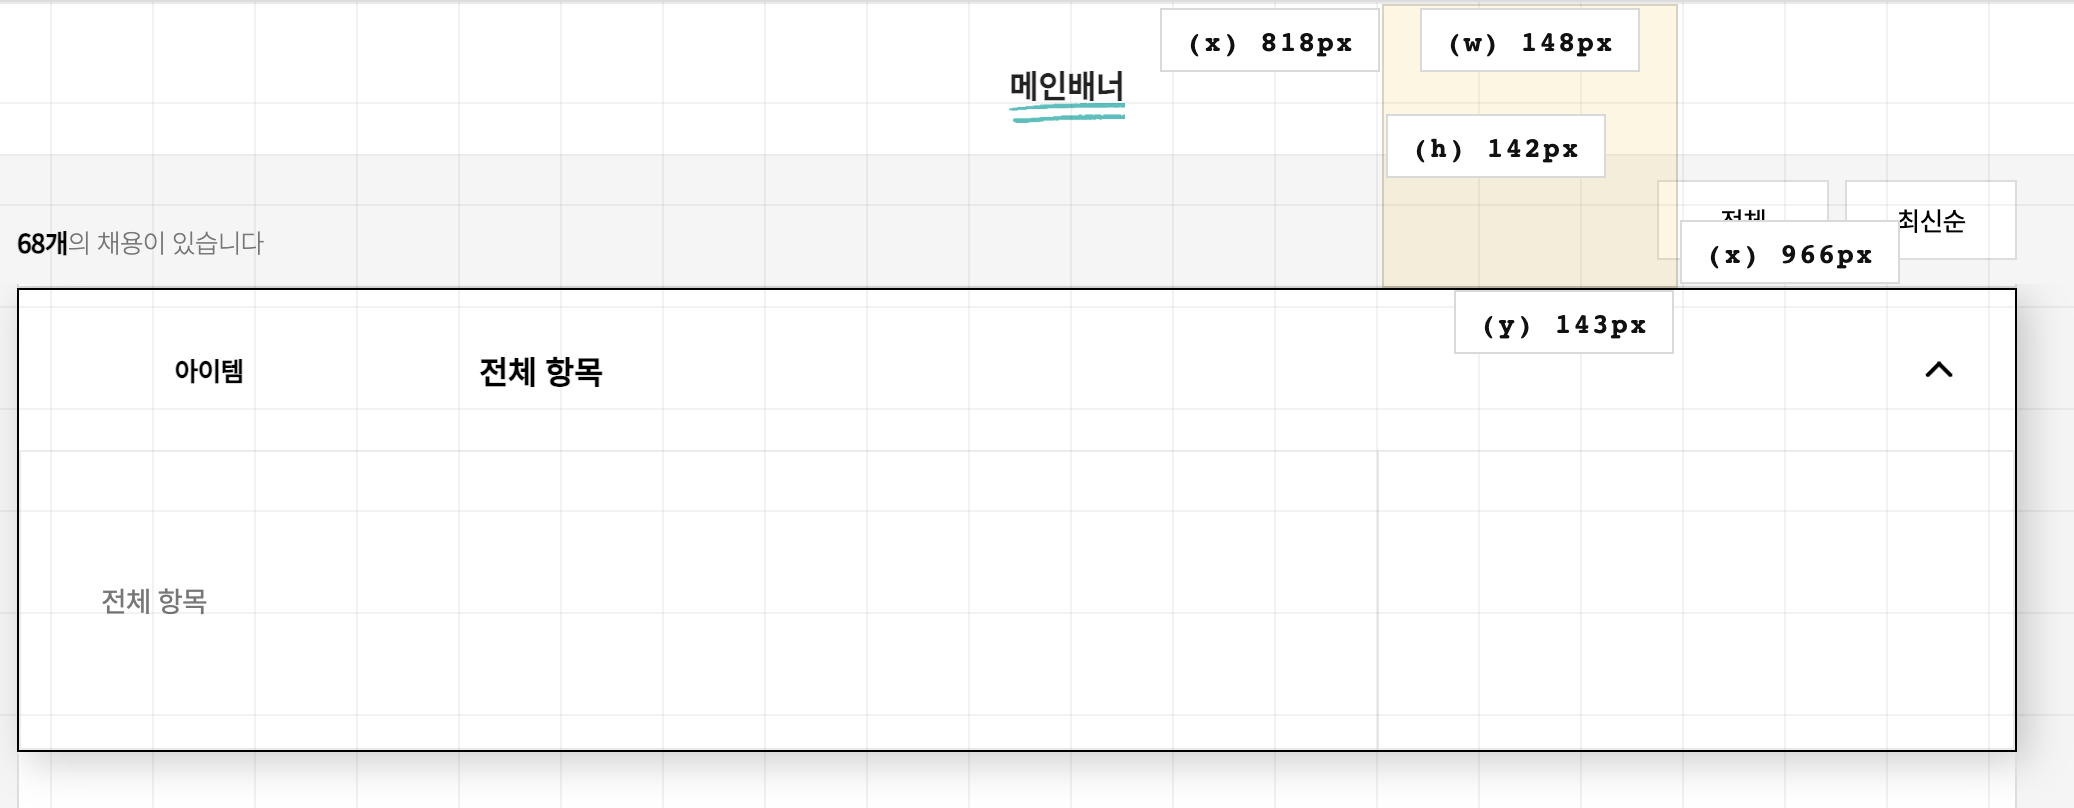 (x) 818px
(w) 148px
메인배너
(h) 142px
전체
최신순
68개의 채용이 있습니다
(x) 966px
(y) 143px
아이템
전체 항목
전체 항목